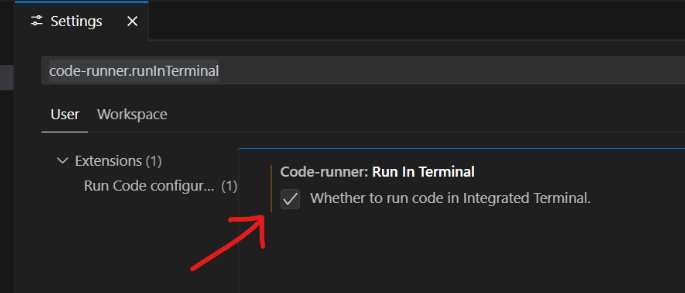 Settings
code-runner.runInTerminal
User Workspace
Extensions (1)
Run Code configur... (1)
Code-runner: Run In Terminal
Whether to run code in Integrated Terminal.